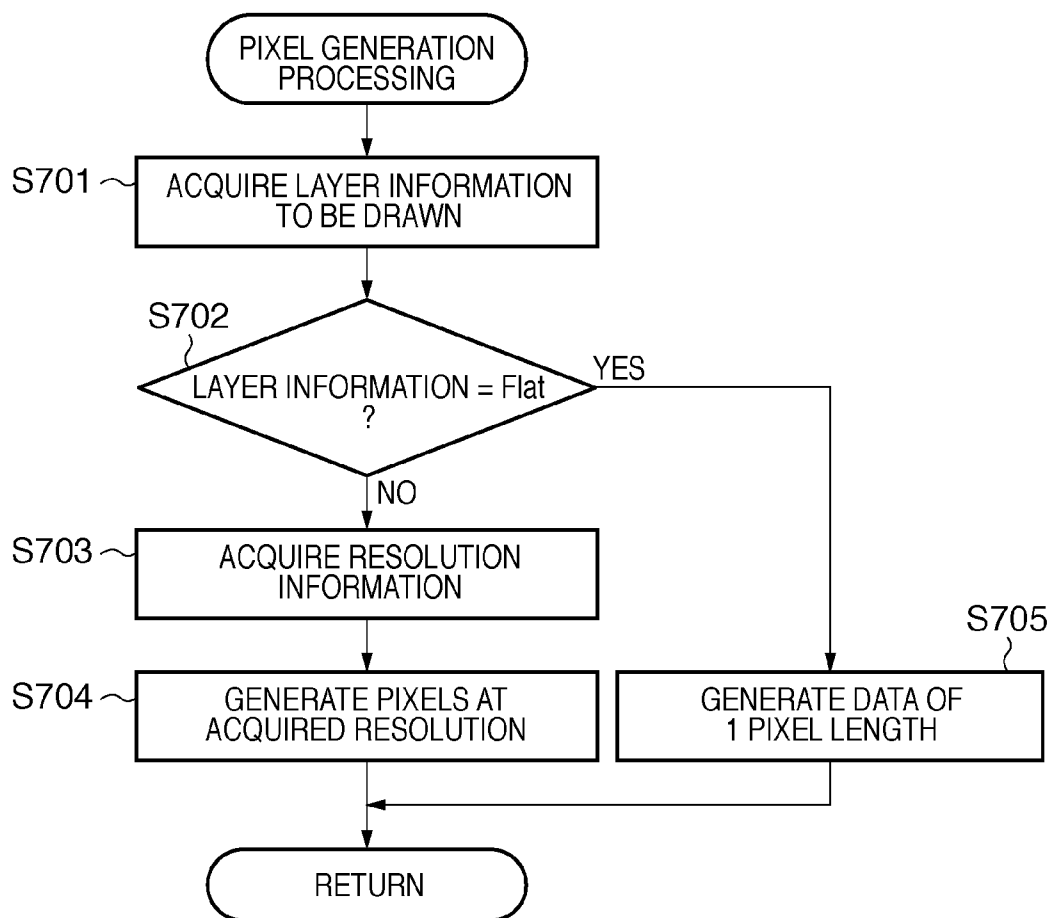 PIXEL GENERATION
PROCESSING
S701
ACQUIRE LAYER INFORMATION
TO BE DRAWN
S702
LAYER INFORMATION = Flat
?
YES
NO
S703
ACQUIRE RESOLUTION
INFORMATION
S704
GENERATE PIXELS AT
ACQUIRED RESOLUTION
S705
GENERATE DATA OF
1 PIXEL LENGTH
RETURN